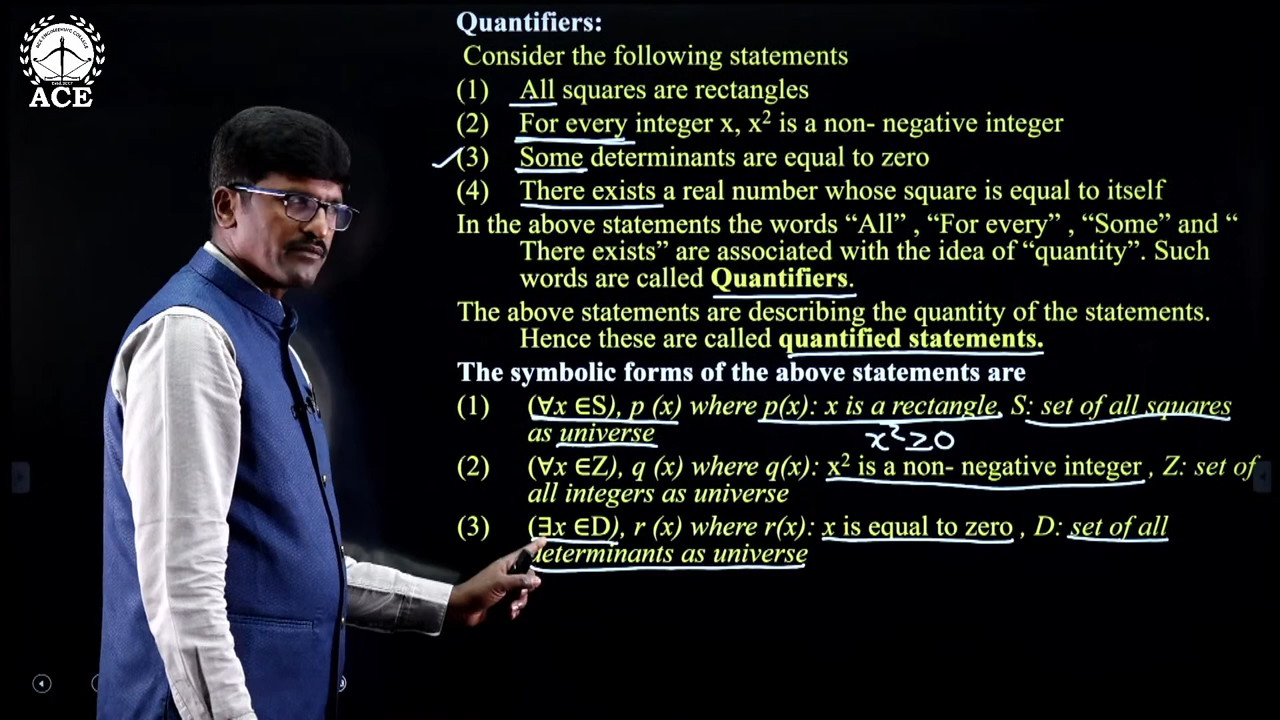 ACE ENGINEERING COLLEGE
ACE
Quantifiers:
Consider the following statements
(1) All squares are rectangles
(2) For every integer x, x² is a non- negative integer
(3) Some determinants are equal to zero
(4) There exists a real number whose square is equal to itself
In the above statements the words “All” , “For every” , “Some” and “
There exists” are associated with the idea of “quantity”. Such
words are called Quantifiers.
The above statements are describing the quantity of the statements.
Hence these are called quantified statements.
The symbolic forms of the above statements are
(1) (∀x ∈S), p (x) where p(x): x is a rectangle, S: set of all squares
as universe
x² ≥ 0
(2) (∀x ∈Z), q (x) where q(x): x² is a non- negative integer , Z: set of
all integers as universe
(3) (∃x ∈D), r (x) where r(x): x is equal to zero , D: set of all
determinants as universe